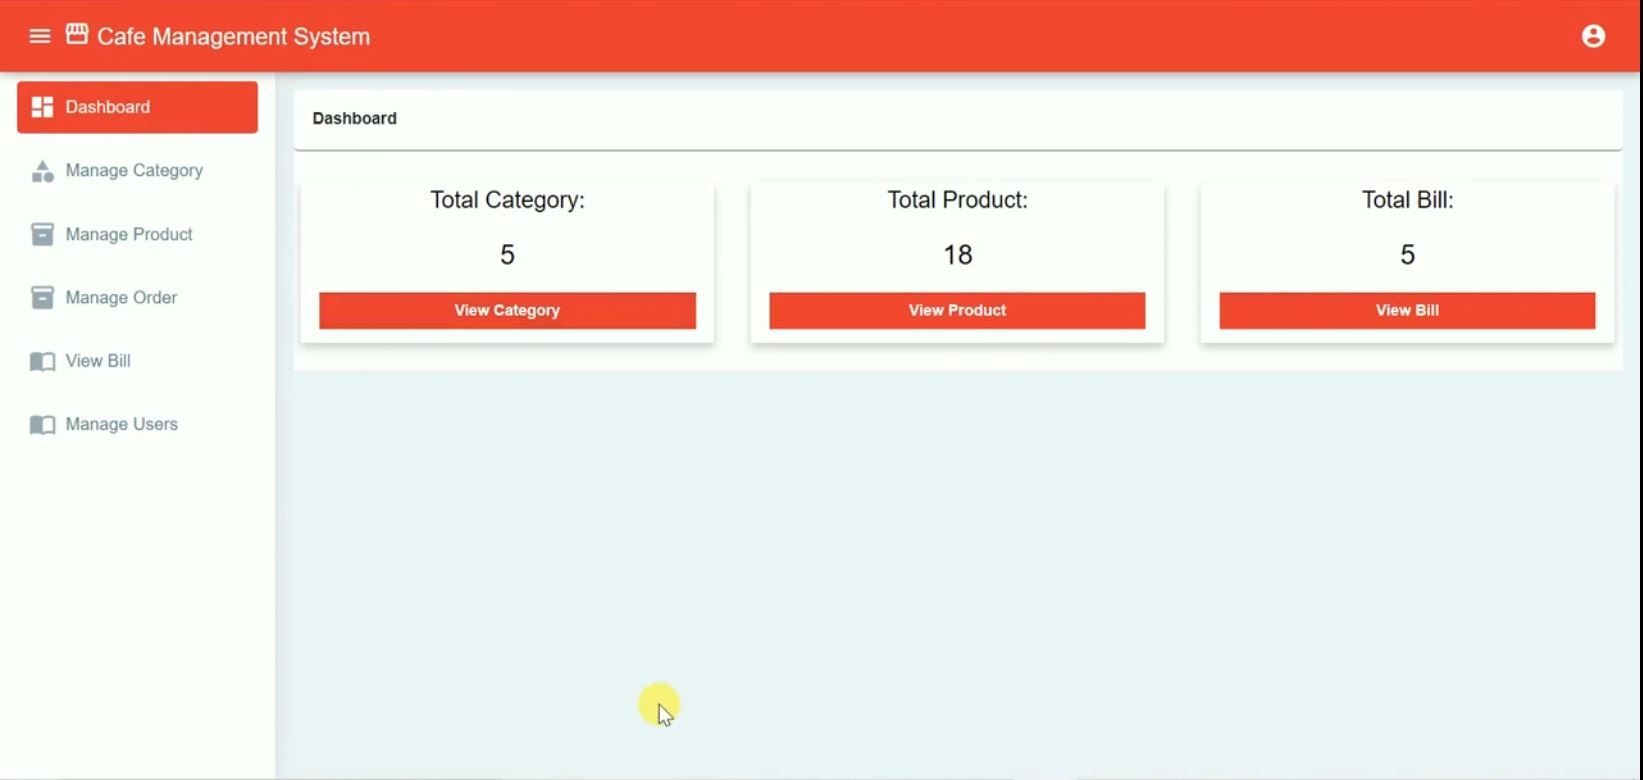 Cafe Management System
Dashboard
Manage Category
Manage Product
Manage Order
View Bill
Manage Users
Dashboard
Total Category:
5
View Category
Total Product:
18
View Product
Total Bill:
5
View Bill